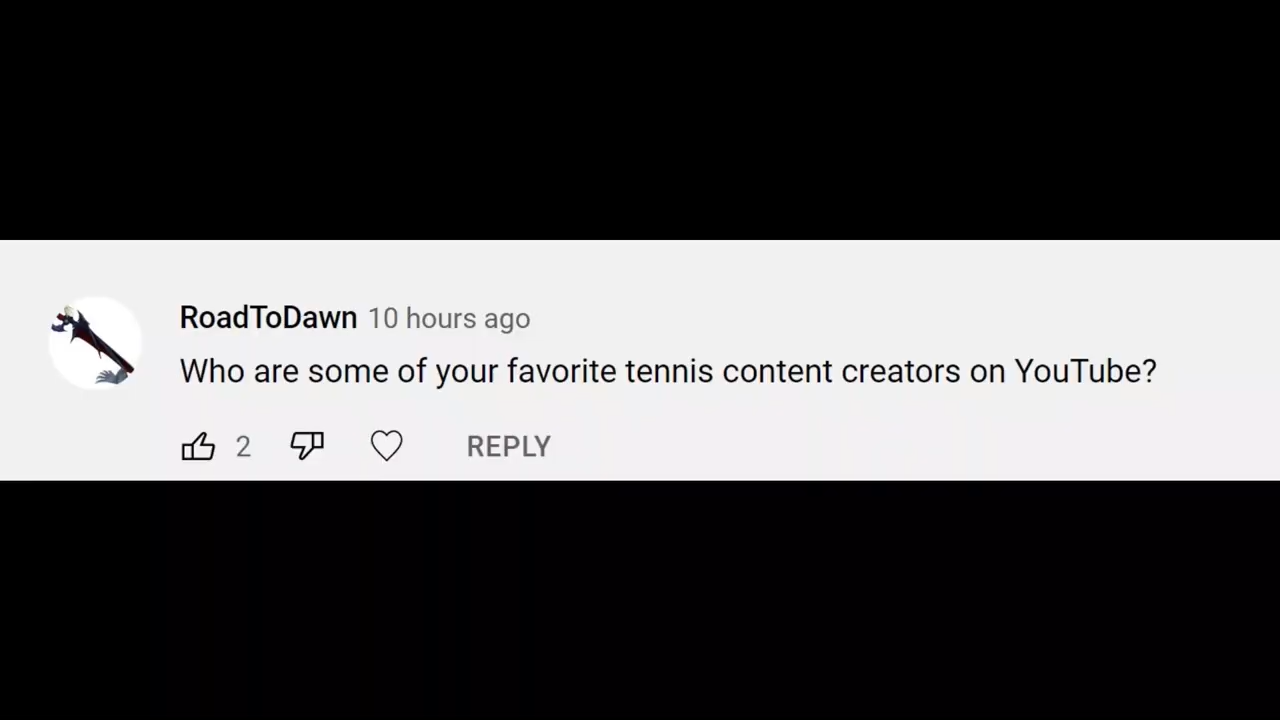 RoadToDawn 10 hours ago
Who are some of your favorite tennis content creators on YouTube?
2 REPLY